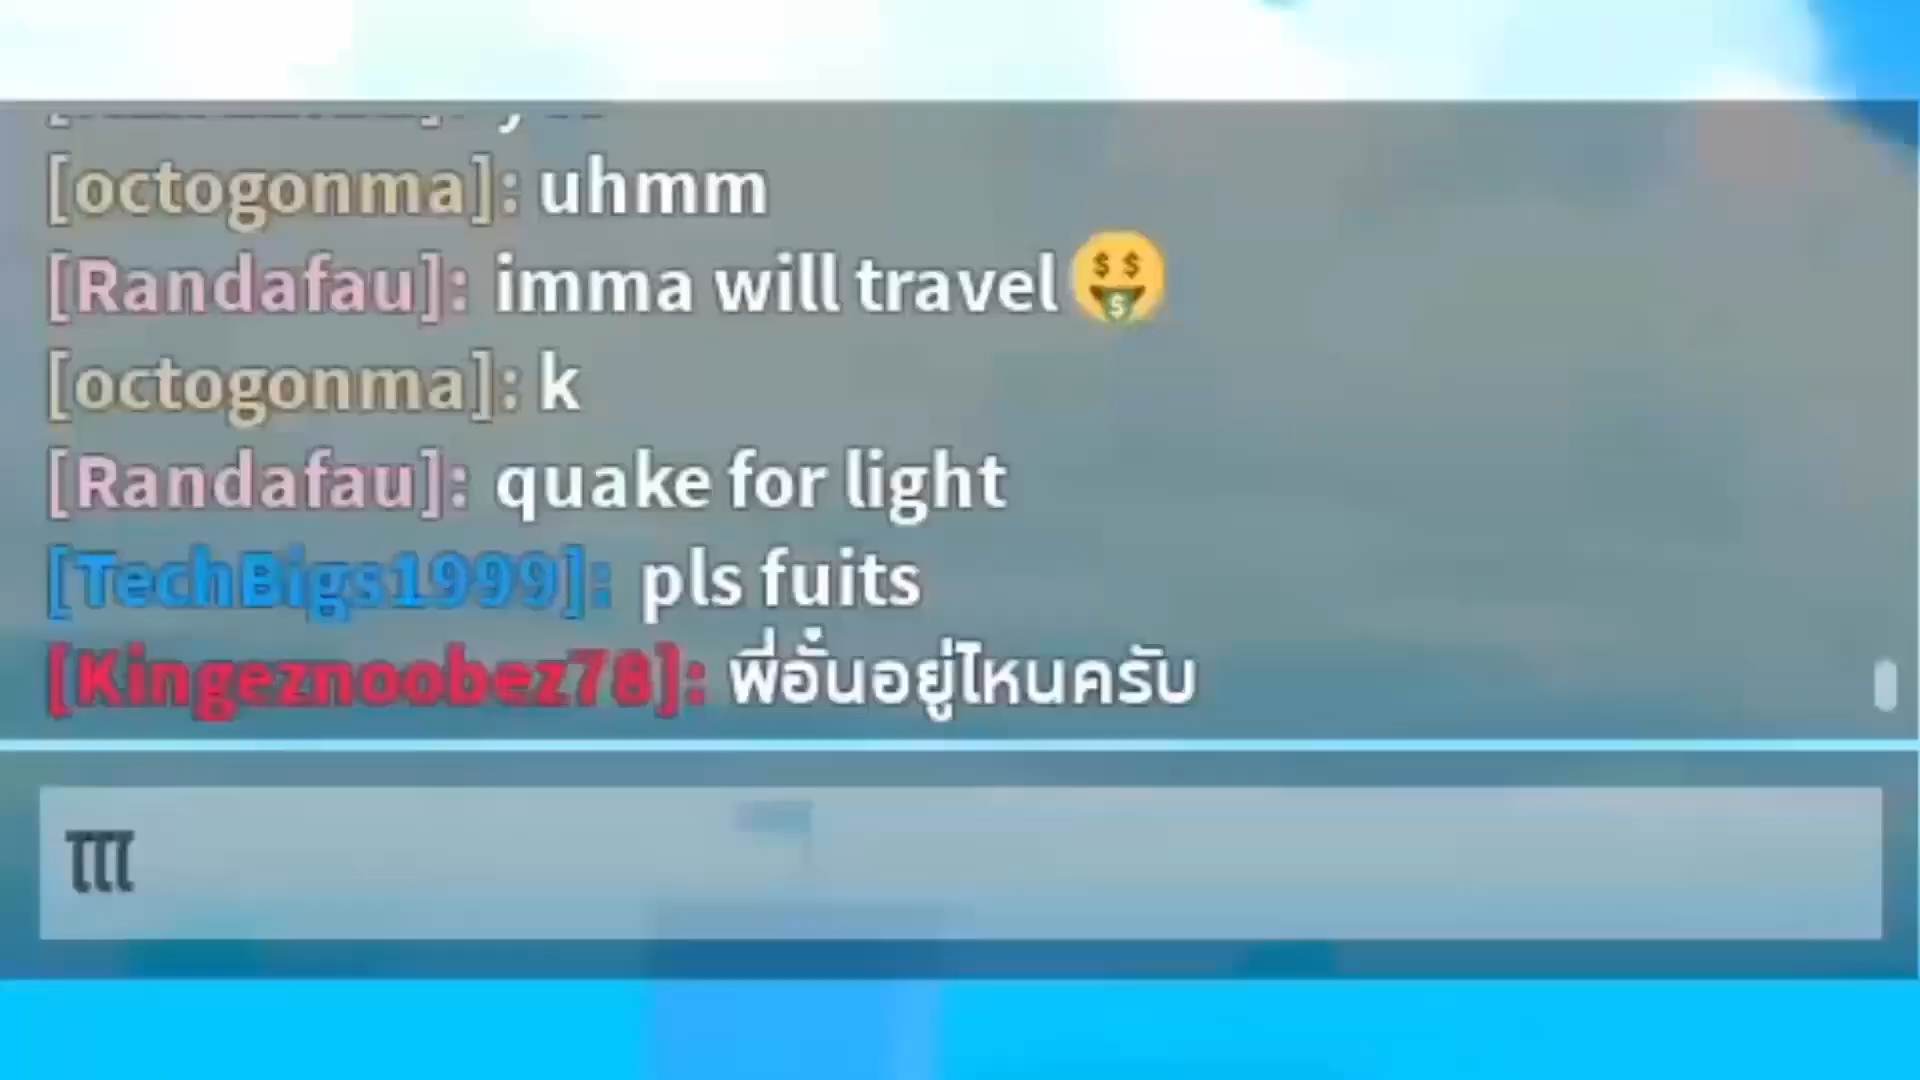 [octogonma]: uhmm
[Randafau]: imma will travel🤑
[octogonma]: k
[Randafau]: quake for light
[TechBigs1999]: pls fuits
[Kingeznoobez78]: พี่อั๋นอยู่ไหนครับ